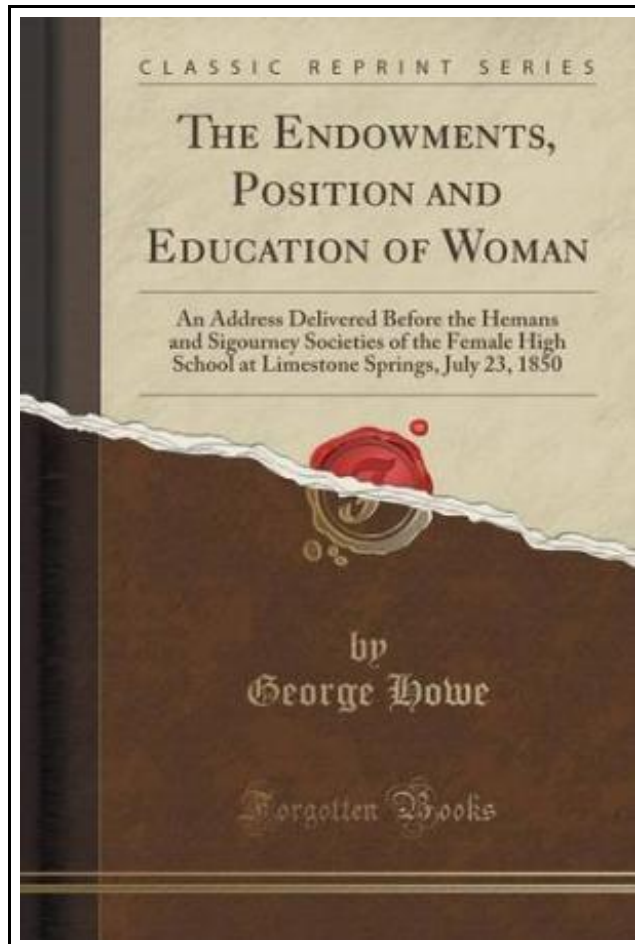 CLASSIC REPRINT SERIES
THE ENDOWMENTS,
POSITION AND
EDUCATION OF WOMAN
An Address Delivered Before the Hemans
and Sigourney Societies of the Female High
School at Limestone Springs, July 23, 1850
by
George Howe
Forgotten Books